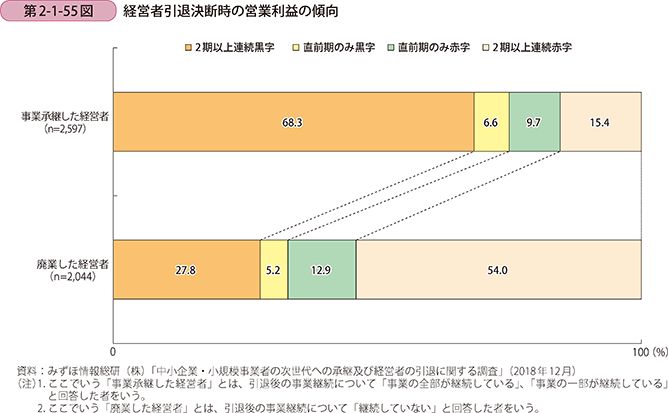 第2-1-55図 経営者引退決断時の営業利益の傾向
2期以上連続黒字 直前期のみ黒字 直前期のみ赤字 2期以上連続赤字
(%)
事業承継した経営者
(n=2,597)
68.3 6.6 9.7 15.4
廃業した経営者
(n=2,044)
27.8 5.2 12.9 54.0
0 100 (%)
資料:みずほ情報総研(株)「中小企業・小規模事業者の次世代への承継及び経営者の引退に関する調査」(2018年12月)
(注)1. ここでいう「事業承継した経営者」とは、引退後の事業継続について「事業の全部が継続している」、「事業の一部が継続している」
と回答した者をいう。
2. ここでいう「廃業した経営者」とは、引退後の事業継続について「継続していない」と回答した者をいう。